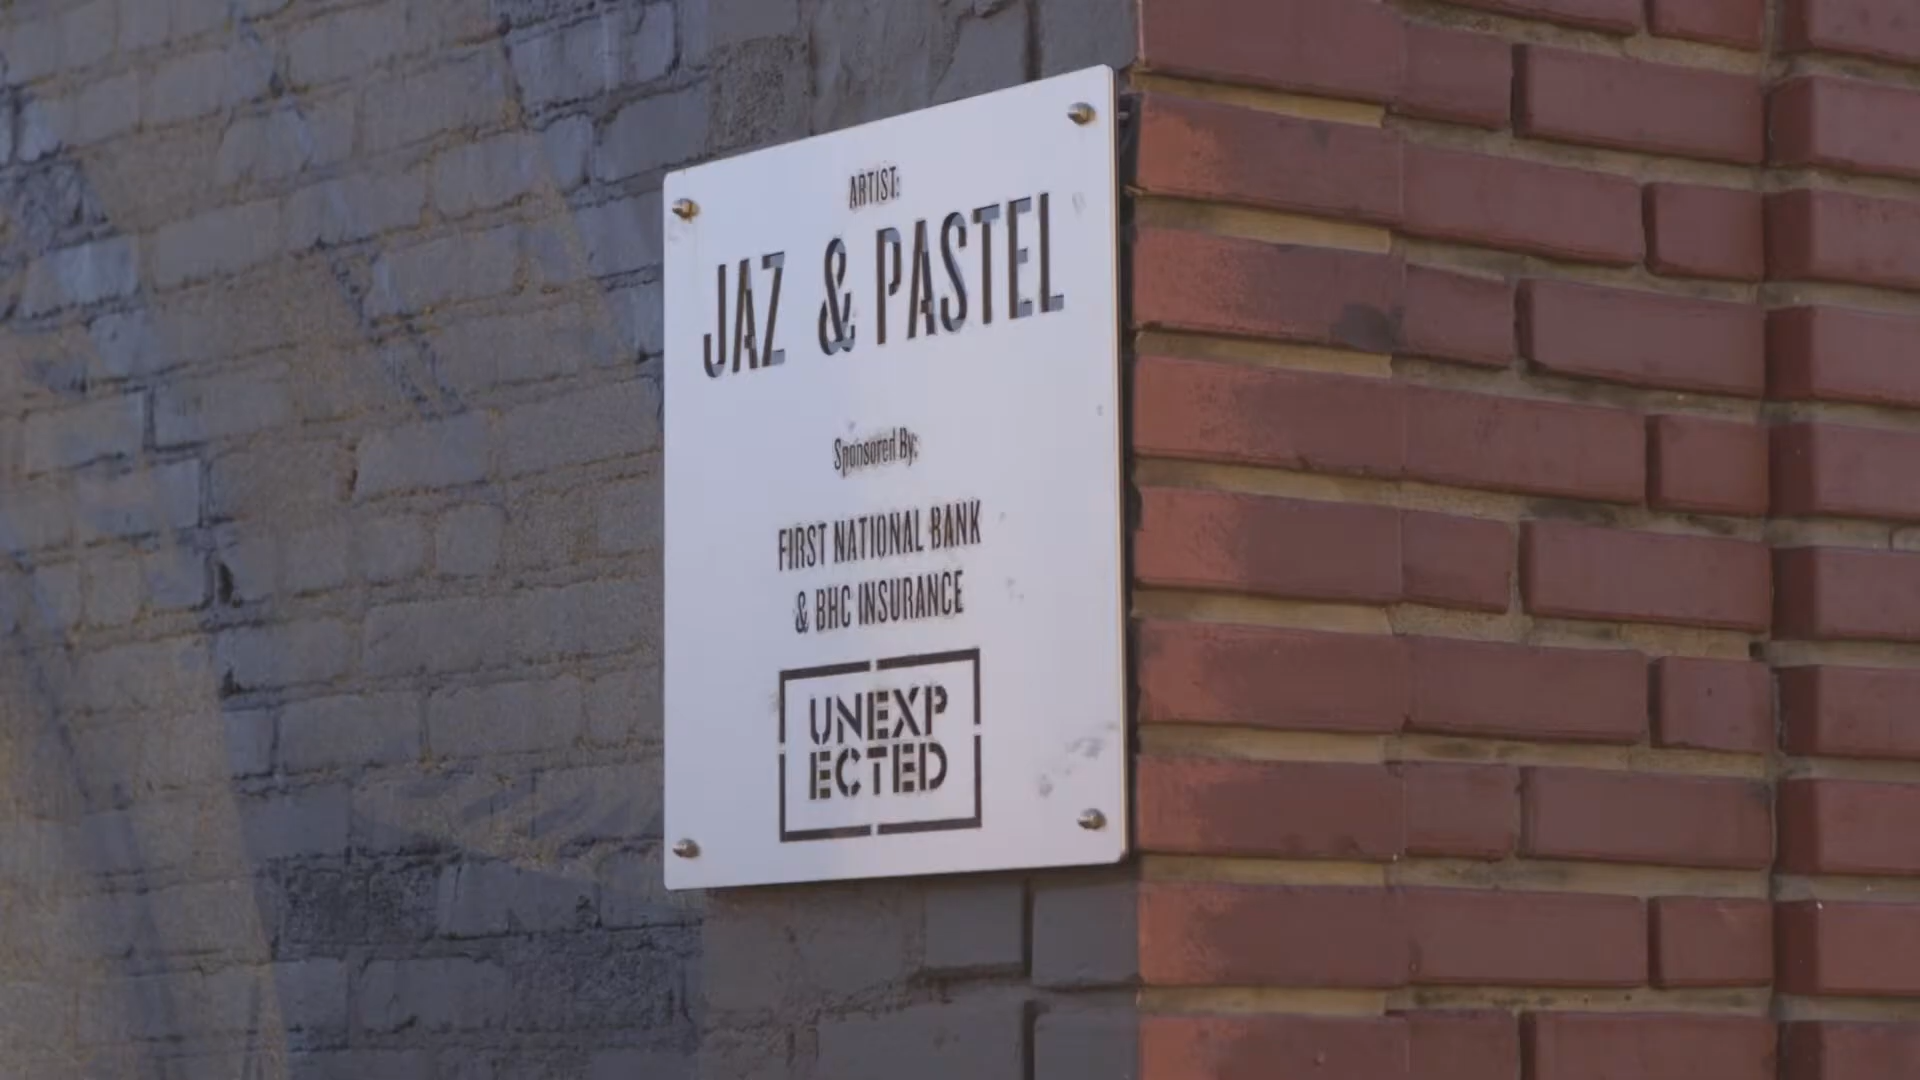 ARTIST:
JAZ & PASTEL
Sponsored By:
FIRST NATIONAL BANK
& BHC INSURANCE
UNEXP
ECTED